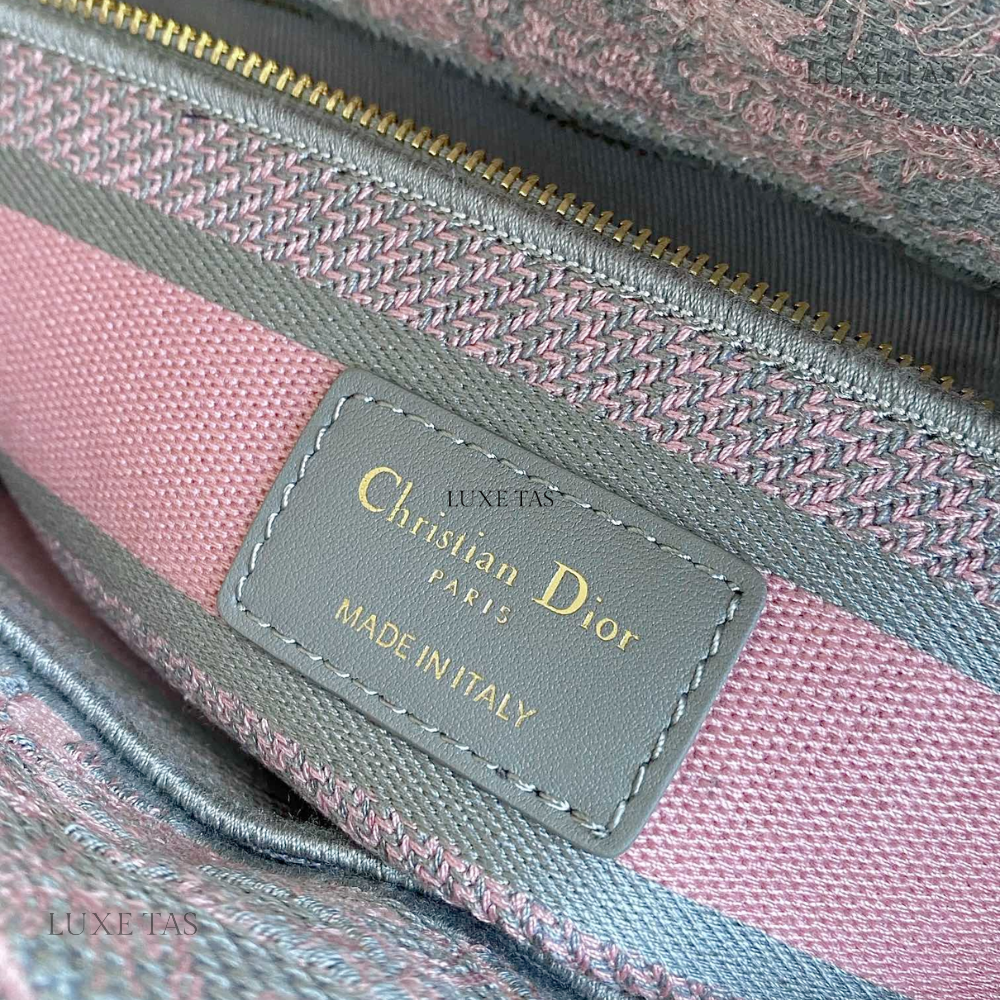 LUXE TAS
Christian Dior
LUXE TAS
PARIS
MADE IN ITALY
LUXE TAS